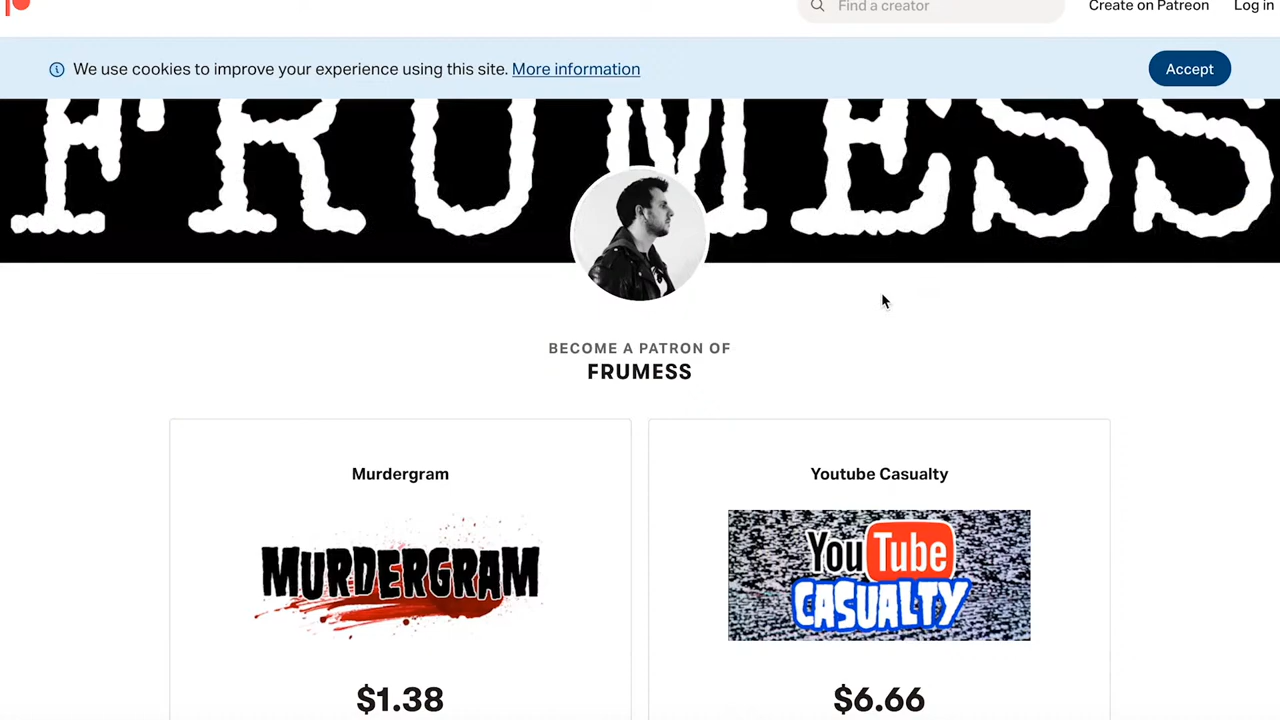 Find a creator
Create on Patreon
Log in
We use cookies to improve your experience using this site. More information
Accept
FRUMESS
BECOME A PATRON OF
FRUMESS
Murdergram
Youtube Casualty
MURDERGRAM
YouTube
CASUALTY
$1.38
$6.66